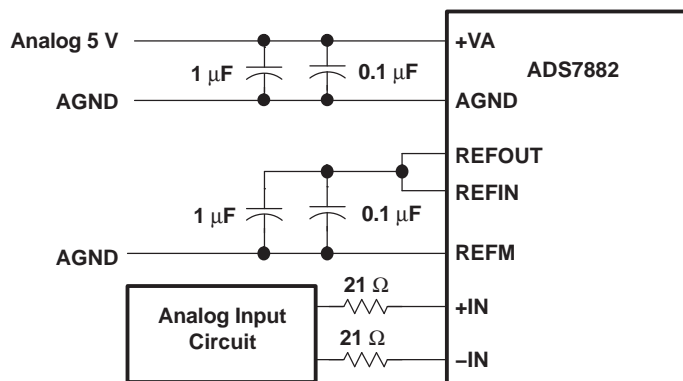 Analog 5 V
+VA
1 μF
0.1 μF
ADS7882
AGND
AGND
REFOUT
REFIN
1 μF
0.1 μF
AGND
REFM
21 Ω
+IN
Analog Input
Circuit
21 Ω
−IN